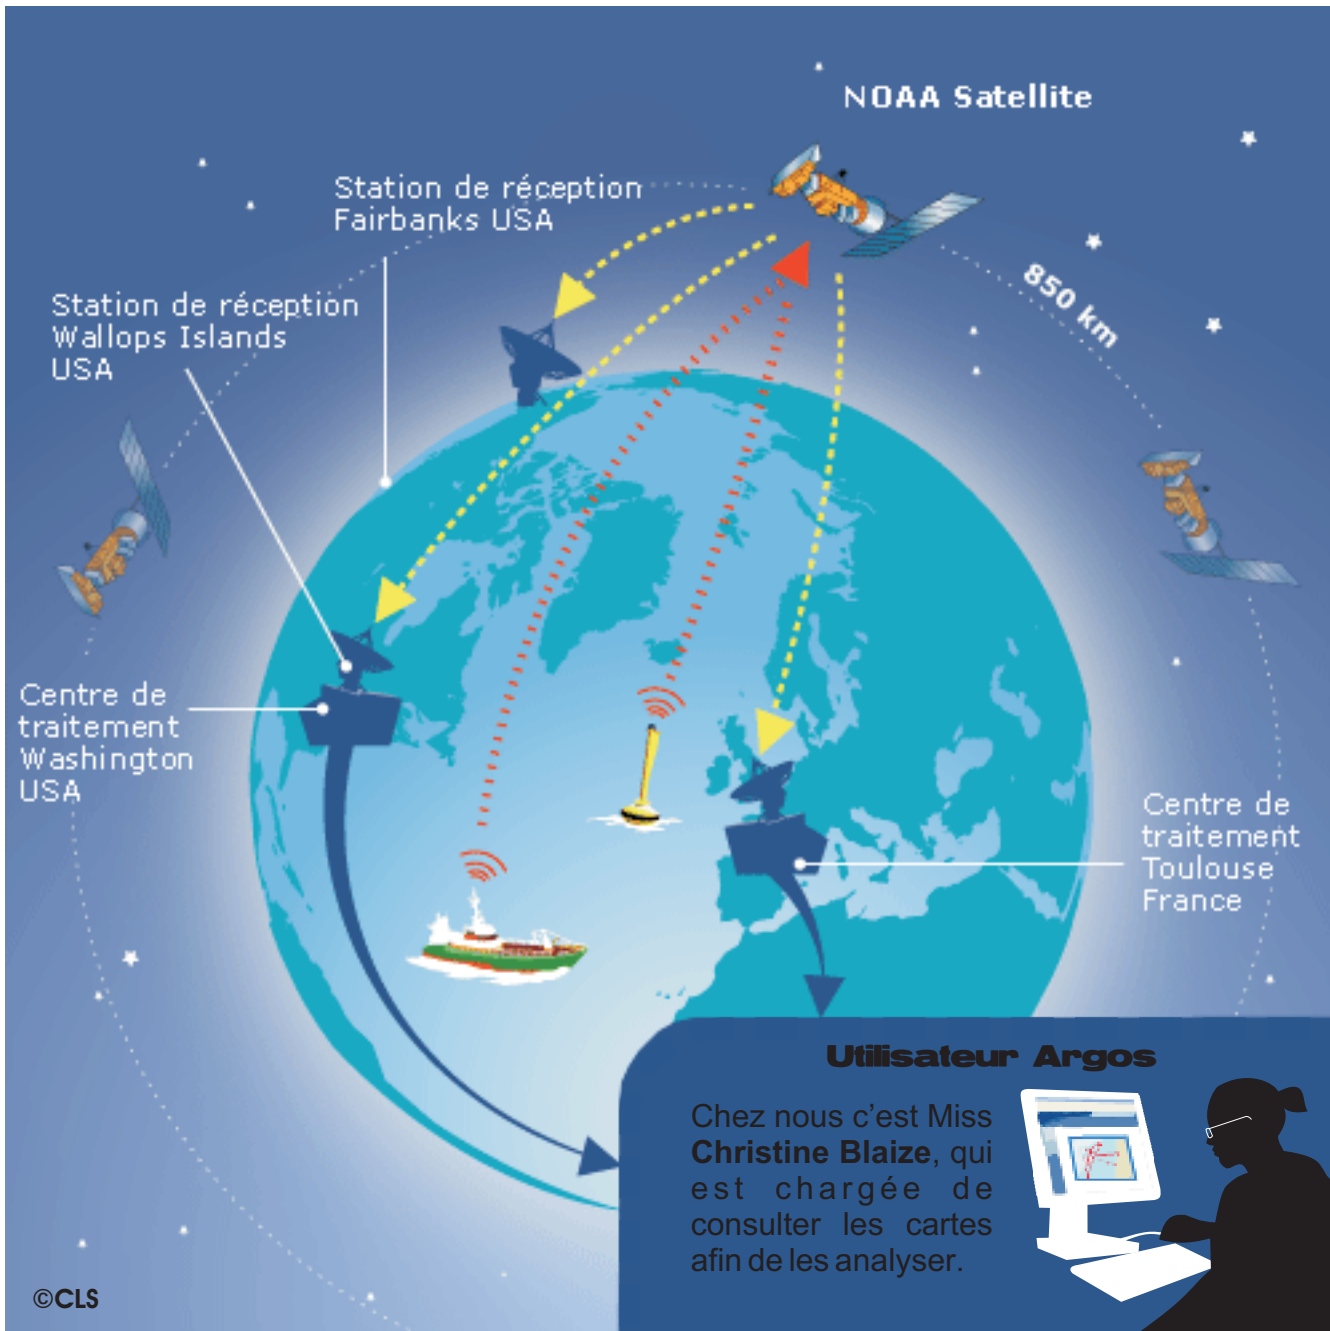 NOAA Satellite
Station de réception
Fairbanks USA
850 km
Station de réception
Wallops Islands
USA
Centre de
traitement
Washington
USA
Centre de
traitement
Toulouse
France
Utilisateur Argos
Chez nous c'est Miss
Christine Blaize, qui
est chargée de
consulter les cartes
afin de les analyser.
©CLS